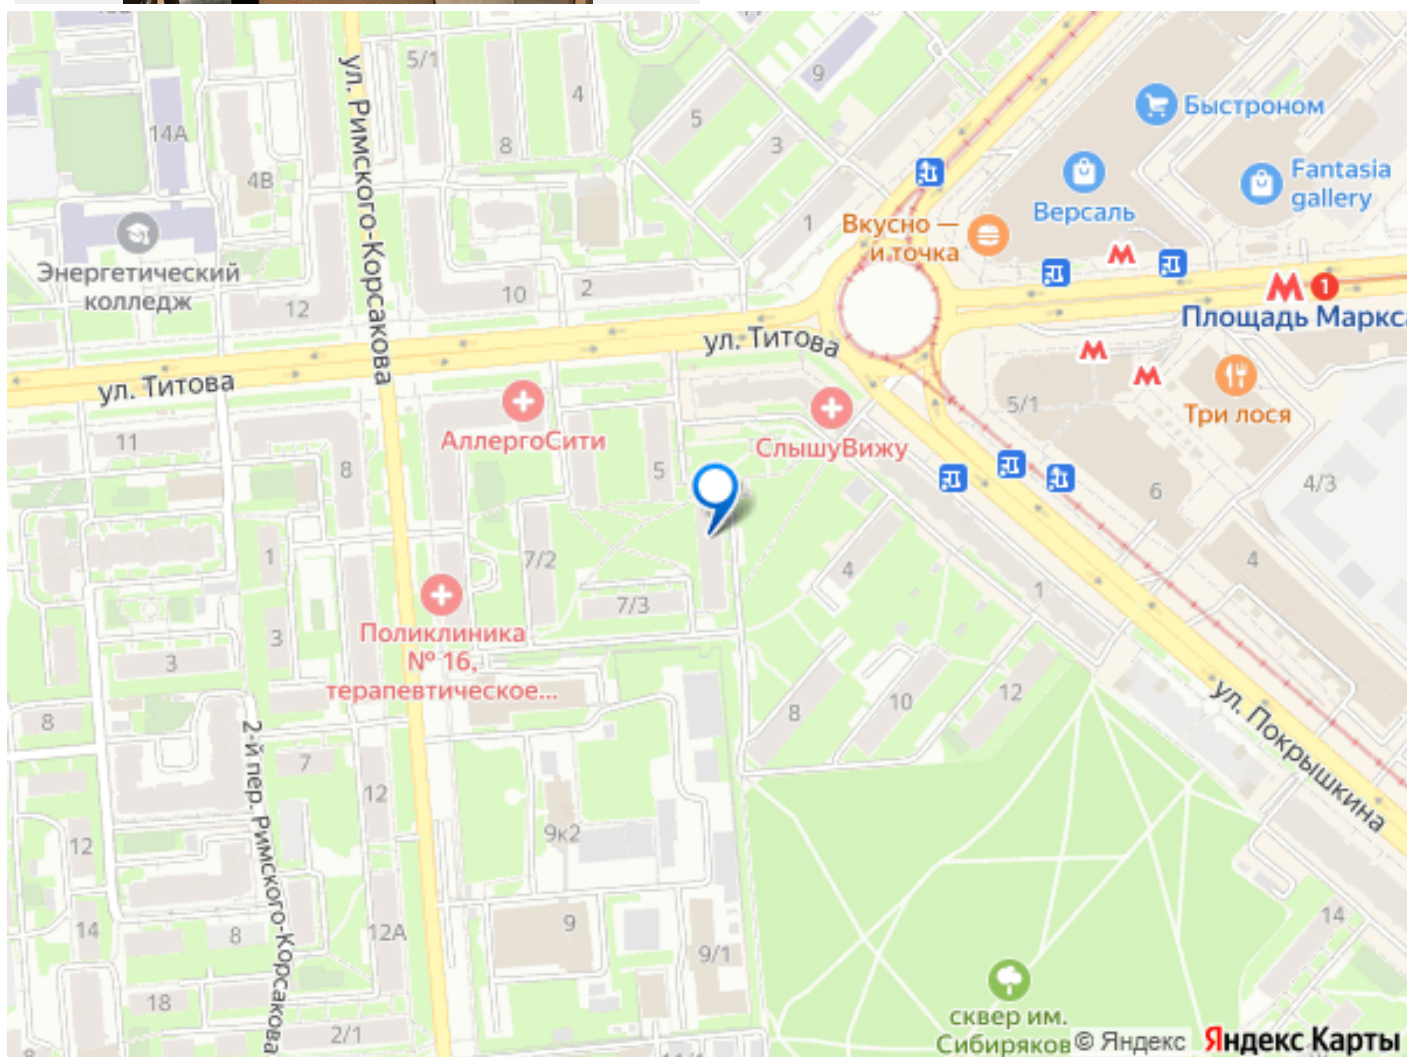 5/1
ул. Римского-Корсакова
4
9
5
3
8
14А
4В
Быстроном
Fantasia
gallery
Версаль
Вкусно —
и точка
1
Энергетический
колледж
12
10
2
1
Площадь Маркса
ул. Титова
ул. Титова
АллергоСити
СлышуВижу
5/1
Три лося
11
8
5
6
4/3
1
7/2
4
4
7/3
1
3
3
Поликлиника
№ 16,
терапевтическое...
8
8
10
12
ул. Покрышкина
2-й пер. Римского-Корсакова
7
12
12
9к2
14
8
12А
9
9/1
14
18
2/1
сквер им.
Сибиряков
© Яндекс
Яндекс Карты